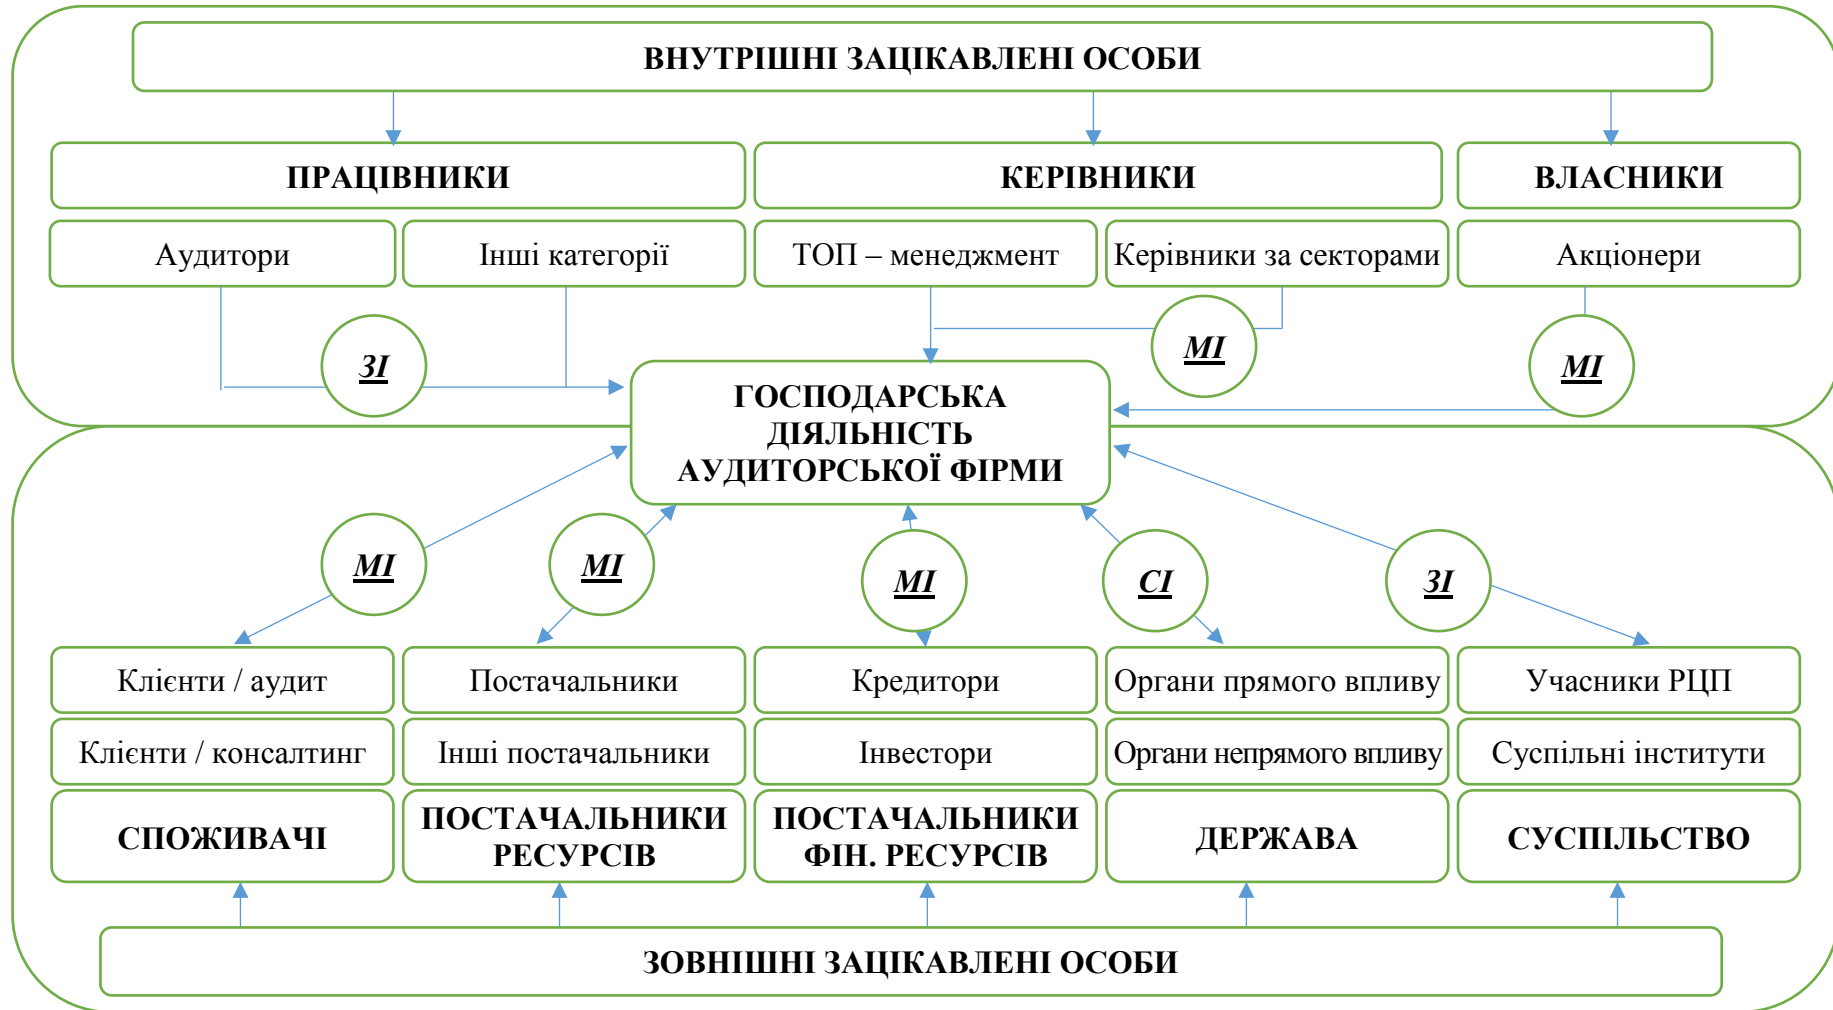 ВНУТРІШНІ ЗАЦІКАВЛЕНІ ОСОБИ
ПРАЦІВНИКИ
КЕРІВНИКИ
ВЛАСНИКИ
Аудитори
Інші категорії
ТОП – менеджмент
Керівники за секторами
Акціонери
ЗІ
МІ
МІ
ГОСПОДАРСЬКА
ДІЯЛЬНІСТЬ
АУДИТОРСЬКОЇ ФІРМИ
МІ
МІ
МІ
СІ
ЗІ
Клієнти / аудит
Постачальники
Кредитори
Органи прямого впливу
Учасники РЦП
Клієнти / консалтинг
Інші постачальники
Інвестори
Органи непрямого впливу
Суспільні інститути
СПОЖИВАЧІ
ПОСТАЧАЛЬНИКИ
РЕСУРСІВ
ПОСТАЧАЛЬНИКИ
ФІН. РЕСУРСІВ
ДЕРЖАВА
СУСПІЛЬСТВО
ЗОВНІШНІ ЗАЦІКАВЛЕНІ ОСОБИ